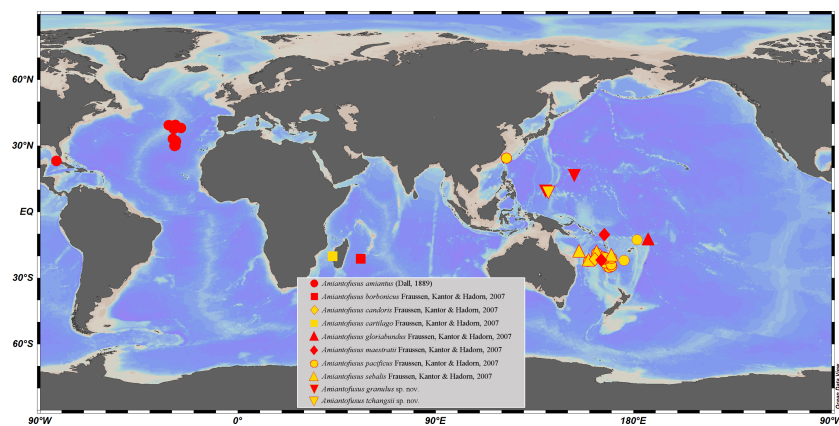 60°N
30°N
EQ
30°S
60°S
Amiantofusus amiantus (Dall, 1889)
Amiantofusus borbonicus Fraussen, Kantor & Hadorn, 2007
Amiantofusus candoris Fraussen, Kantor & Hadorn, 2007
Amiantofusus cartilago Fraussen, Kantor & Hadorn, 2007
Amiantofusus gloriabundus Fraussen, Kantor & Hadorn, 2007
Amiantofusus maestratii Fraussen, Kantor & Hadorn, 2007
Amiantofusus pacificus Fraussen, Kantor & Hadorn, 2007
Amiantofusus sebalis Fraussen, Kantor & Hadorn, 2007
Amiantofusus granulus sp. nov.
Amiantofusus tchangsii sp. nov.
Ocean Data View
90°W
0°
90°E
180°E
90°W